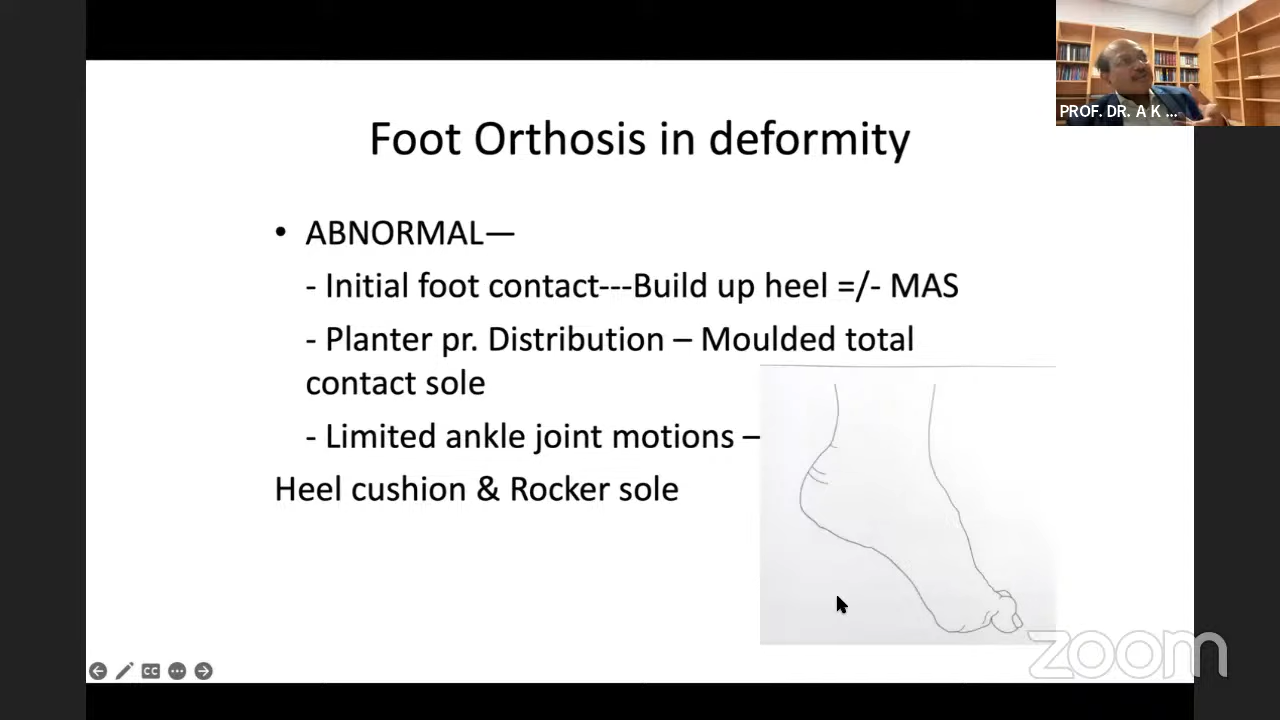 PROF. DR. A K ...
Foot Orthosis in deformity
• ABNORMAL—
- Initial foot contact---Build up heel =/- MAS
- Planter pr. Distribution – Moulded total
contact sole
- Limited ankle joint motions –
Heel cushion & Rocker sole
CC
zoom